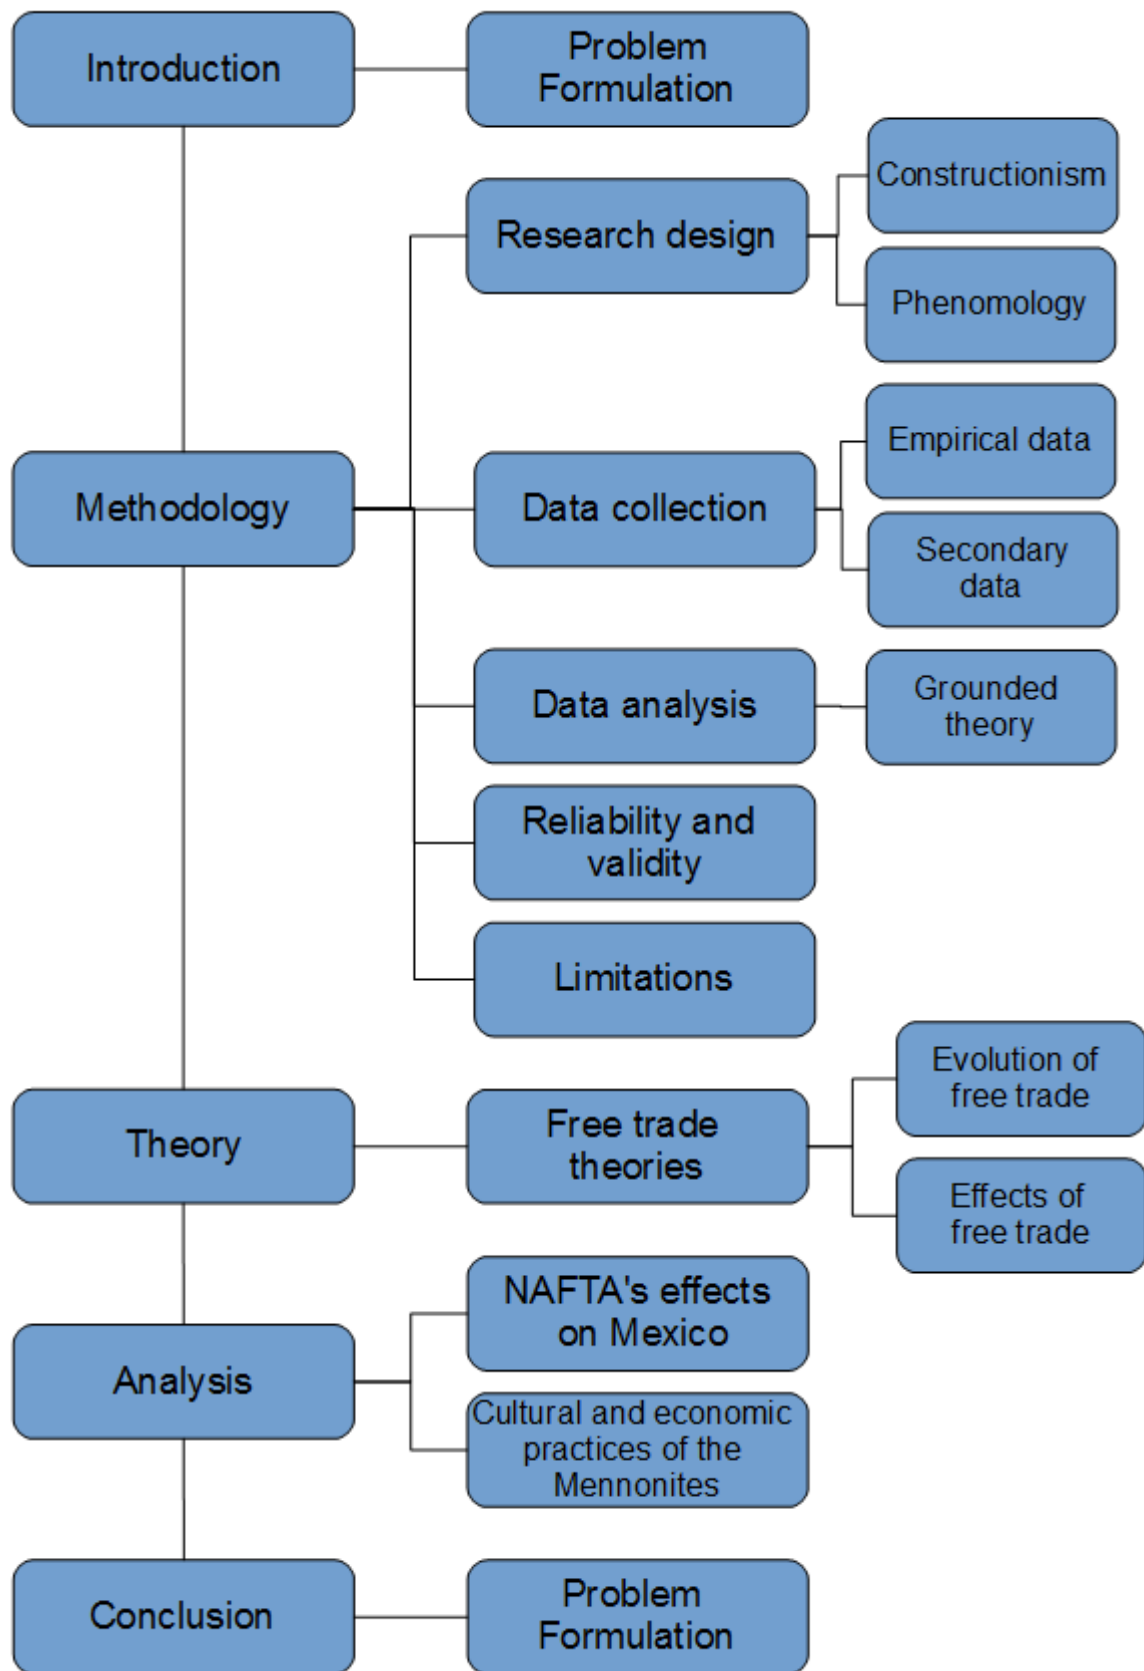 Introduction
Problem
Formulation
Research design
Constructionism
Phenomology
Methodology
Data collection
Empirical data
Secondary
data
Data analysis
Grounded
theory
Reliability and
validity
Limitations
Theory
Free trade
theories
Evolution of
free trade
Effects of
free trade
Analysis
NAFTA's effects
on Mexico
Cultural and economic
practices of the
Mennonites
Conclusion
Problem
Formulation